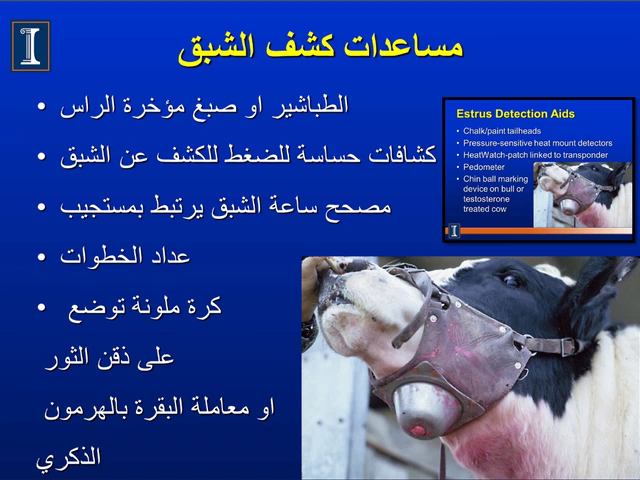 مساعدات كشف الشبق
• الطباشير او صبغ مؤخرة الراس
• كشافات حساسة للضغط للكشف عن الشبق
• مصحح ساعة الشبق يرتبط بمستجيب
• عداد الخطوات
• كرة ملونة توضع
على ذقن الثور
او معاملة البقرة بالهرمون
الذكري
Estrus Detection Aids
• Chalk/paint tailheads
• Pressure-sensitive heat mount detectors
• HeatWatch-patch linked to transponder
• Pedometer
• Chin ball marking
device on bull or
testosterone
treated cow